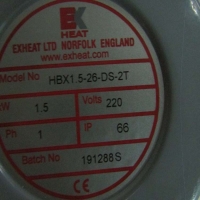 EX
HEAT
EXHEAT LTD NORFOLK ENGLAND
www.exheat.com
Model No HBX1.5-26-DS-2T
kW 1.5 Volts 220
Ph 1 IP 66
Batch No 191288S
CE